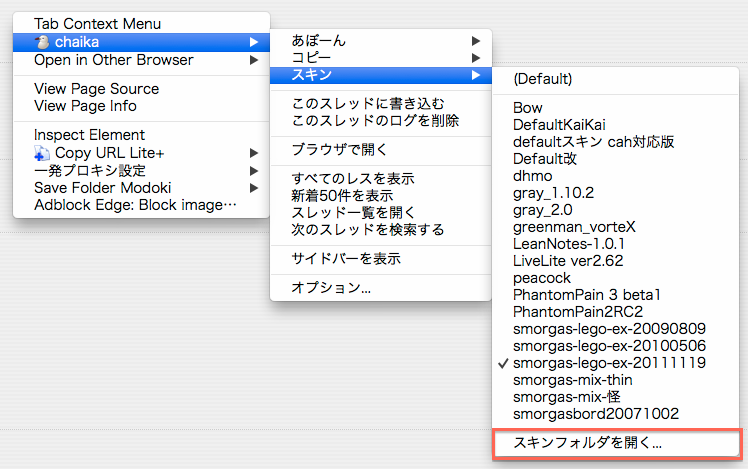 Tab Context Menu
chaika
Open in Other Browser
View Page Source
View Page Info
Inspect Element
Copy URL Lite+
一発プロキシ設定
Save Folder Modoki
Adblock Edge: Block image…
あぼーん
コピー
スキン
このスレッドに書き込む
このスレッドのログを削除
ブラウザで開く
すべてのレスを表示
新着50件を表示
スレッド一覧を開く
次のスレッドを検索する
サイドバーを表示
オプション...
(Default)
Bow
DefaultKaiKai
defaultスキン cah対応版
Default改
dhmo
gray_1.10.2
gray_2.0
greenman_vorteX
LeanNotes-1.0.1
LiveLite ver2.62
peacock
PhantomPain 3 beta1
PhantomPain2RC2
smorgas-lego-ex-20090809
smorgas-lego-ex-20100506
smorgas-lego-ex-20111119
smorgas-mix-thin
smorgas-mix-怪
smorgasbord20071002
スキンフォルダを開く...